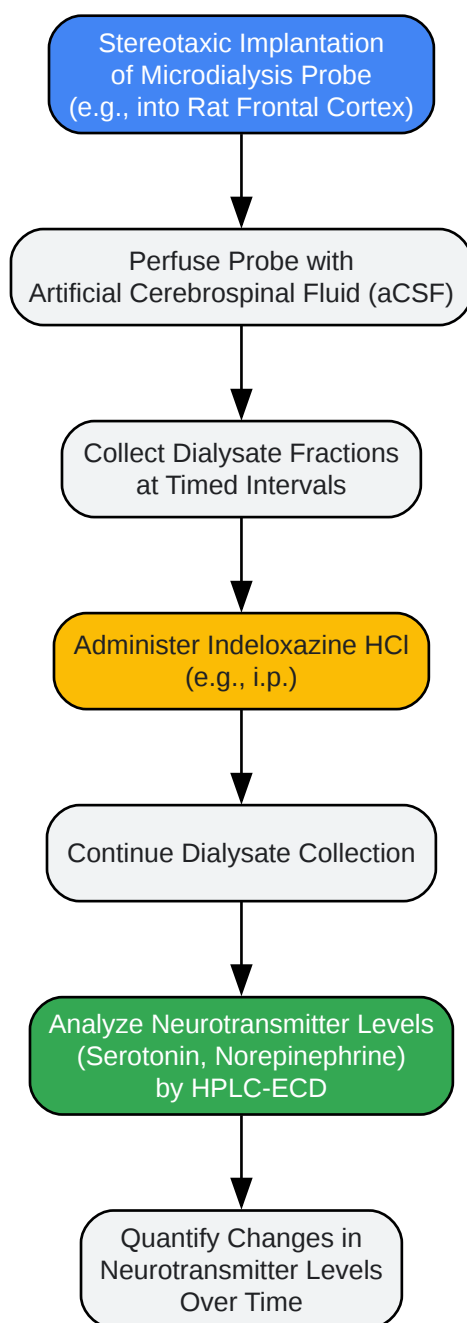 Stereotaxic Implantation
of Microdialysis Probe
(e.g., into Rat Frontal Cortex)
Perfuse Probe with
Artificial Cerebrospinal Fluid (aCSF)
Collect Dialysate Fractions
at Timed Intervals
Administer Indeloxazine HCl
(e.g., i.p.)
Continue Dialysate Collection
Analyze Neurotransmitter Levels
(Serotonin, Norepinephrine)
by HPLC-ECD
Quantify Changes in
Neurotransmitter Levels
Over Time